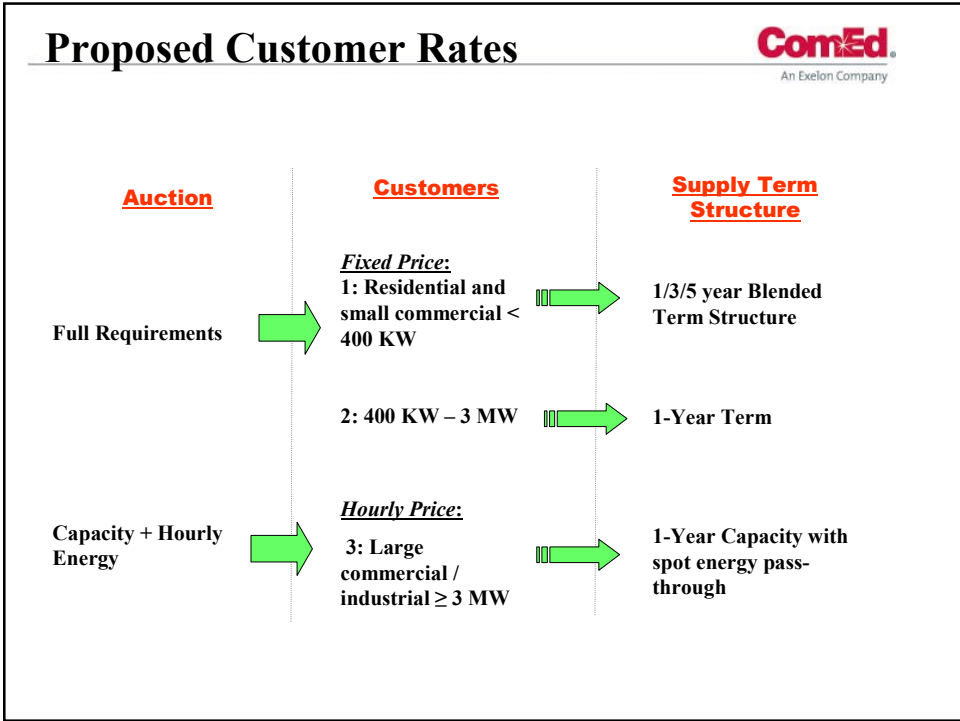 Proposed Customer Rates
ComEd.
An Exelon Company
Auction
Customers
Supply Term
Structure
Full Requirements
Fixed Price:
1: Residential and
small commercial <
400 KW
1/3/5 year Blended
Term Structure
2: 400 KW – 3 MW
1-Year Term
Capacity + Hourly
Energy
Hourly Price:
3: Large
commercial /
industrial ≥ 3 MW
1-Year Capacity with
spot energy pass-
through